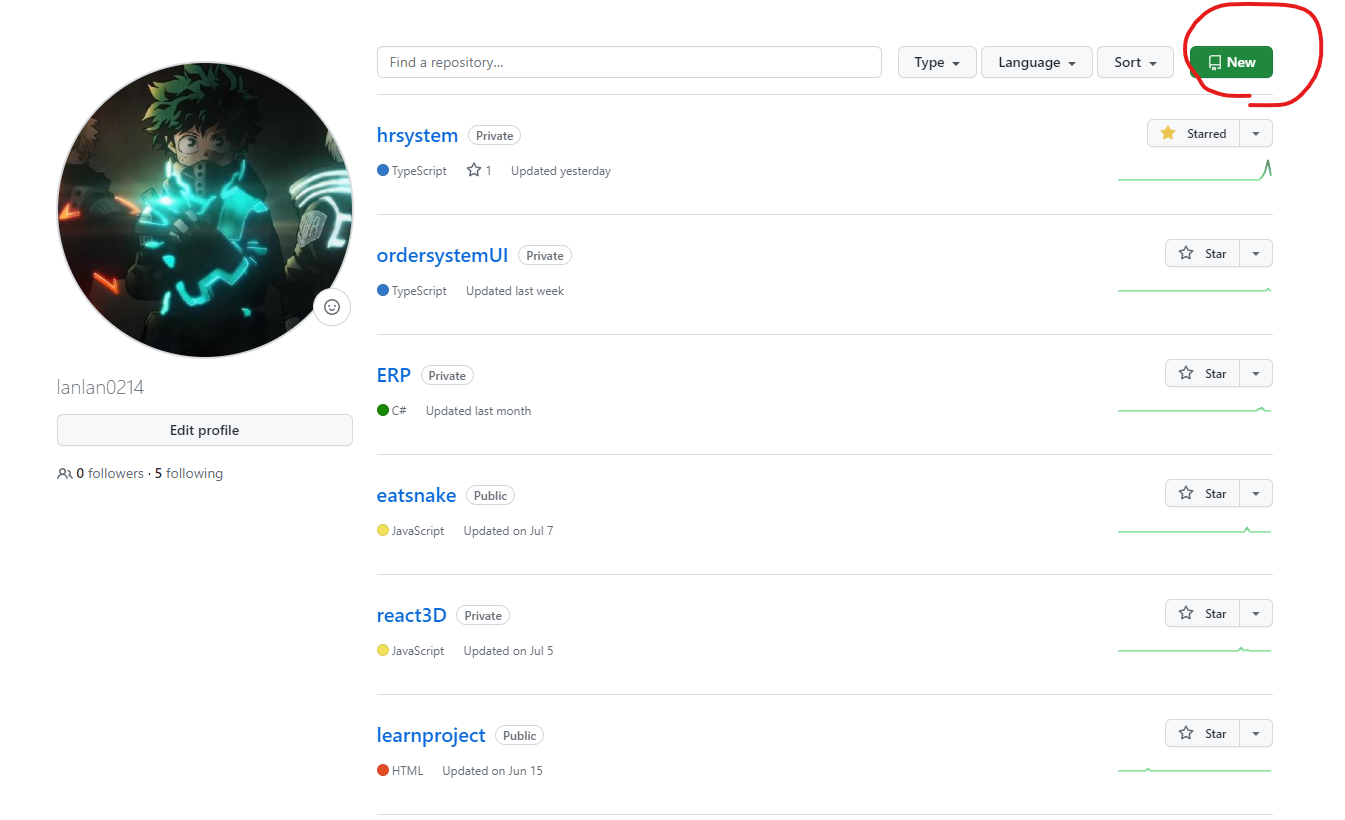 Find a repository...
Type
Language
Sort
New
hrsystem Private
Starred
TypeScript 1 Updated yesterday
ordersystemUI Private
Star
TypeScript Updated last week
lanlan0214
Edit profile
0 followers · 5 following
ERP Private
Star
C# Updated last month
eatsnake Public
Star
JavaScript Updated on Jul 7
react3D Private
Star
JavaScript Updated on Jul 5
learnproject Public
Star
HTML Updated on Jun 15